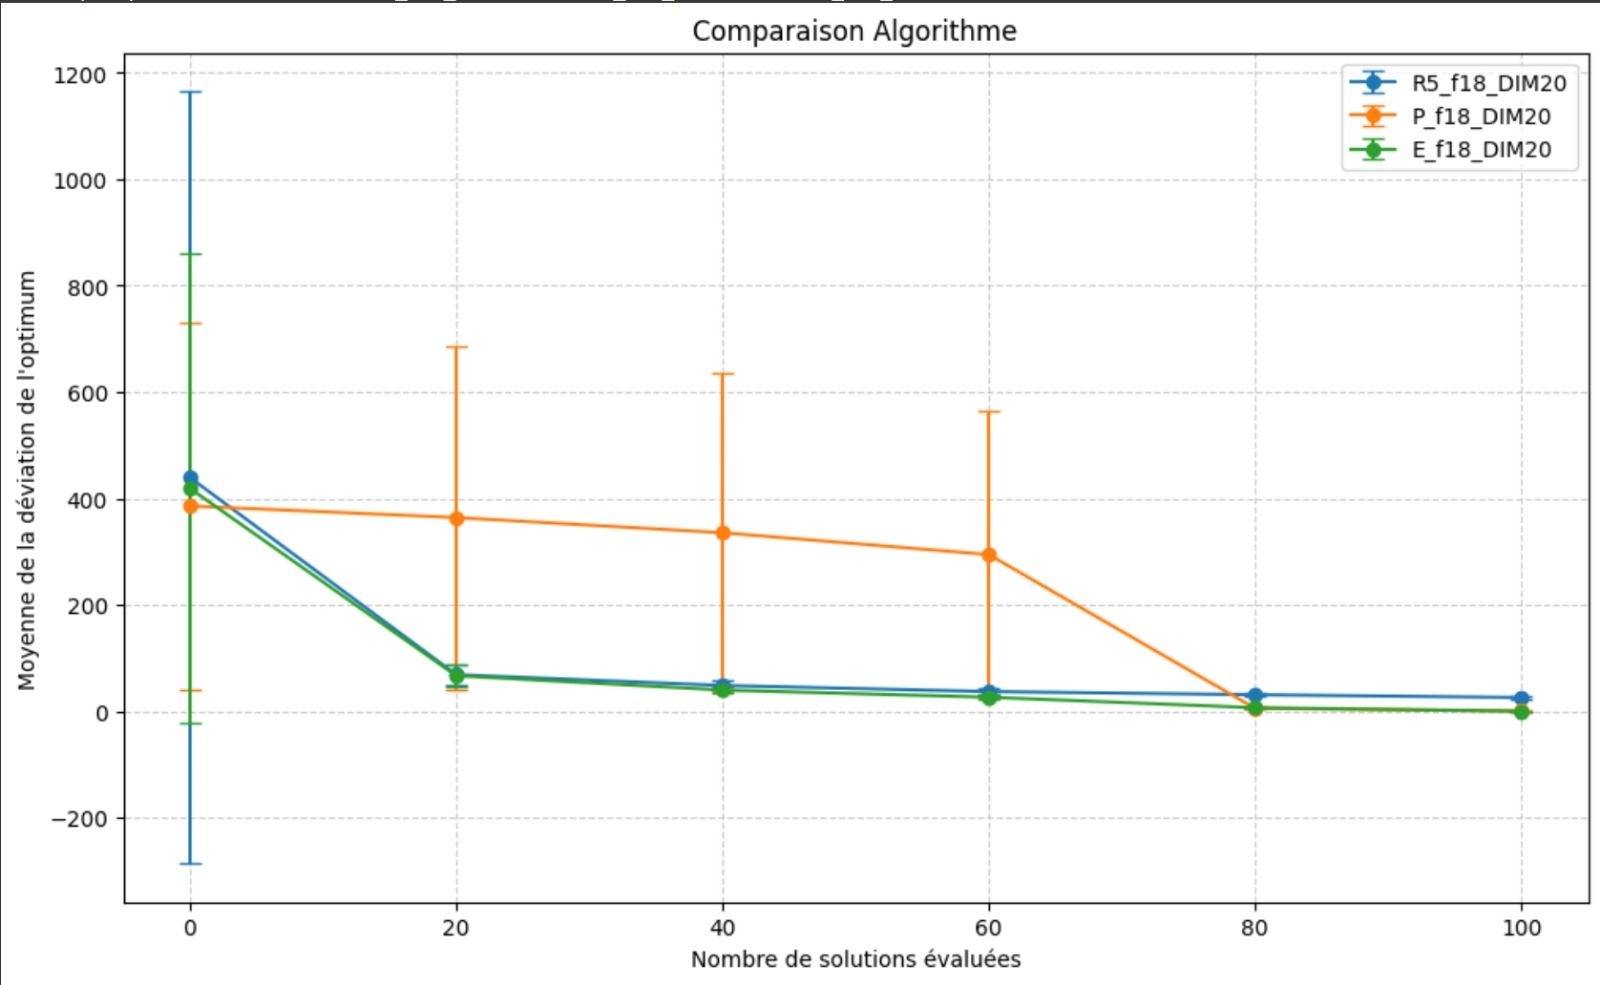 Comparaison Algorithme
R5_f18_DIM20
P_f18_DIM20
E_f18_DIM20
Moyenne de la déviation de l'optimum
1200
1000
800
600
400
200
0
−200
0 20 40 60 80 100
Nombre de solutions évaluées